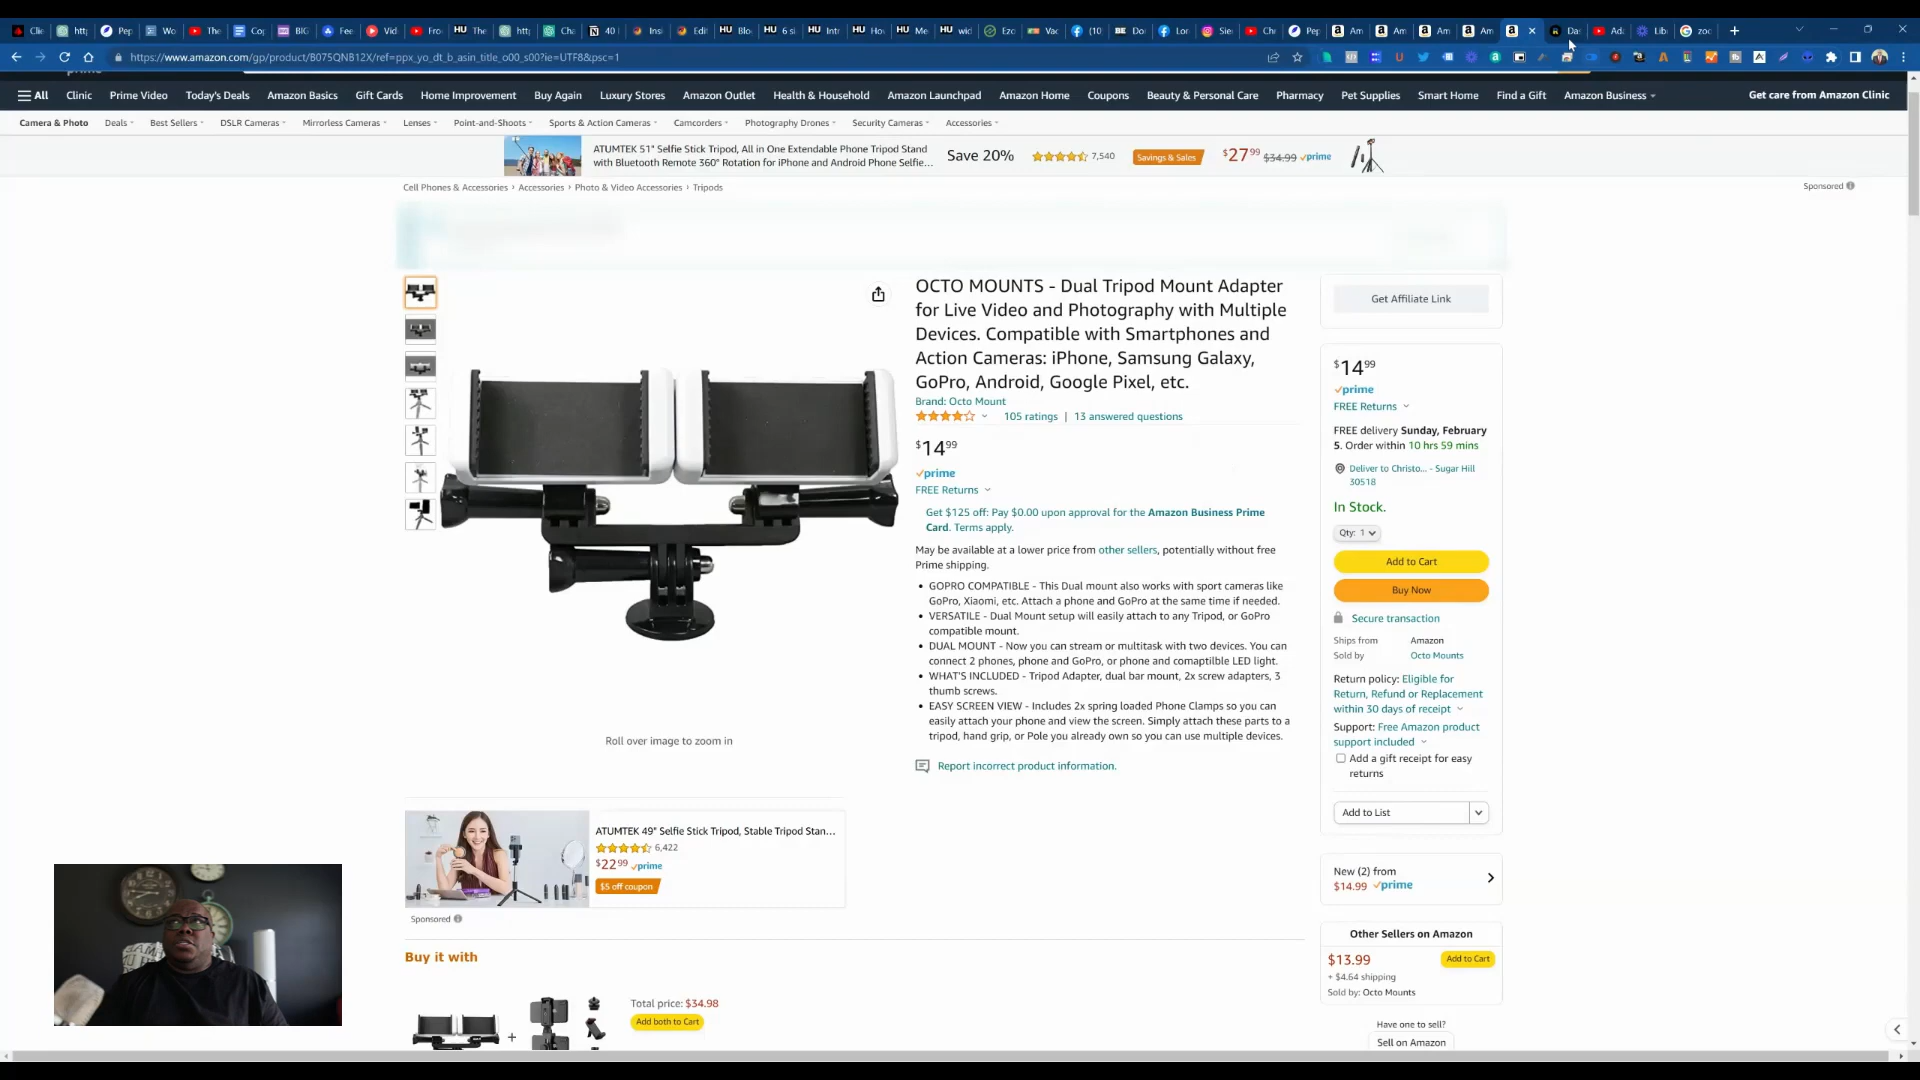 https://www.amazon.com/gp/product/B075QNB12X/ref=ppx_yo_dt_b_asin_title_o00_s00?ie=UTF8&psc=1
prime
All Clinic Prime Video Today's Deals Amazon Basics Gift Cards Home Improvement Buy Again Luxury Stores Amazon Outlet Health & Household Amazon Launchpad Amazon Home Coupons Beauty & Personal Care Pharmacy Pet Supplies Smart Home Find a Gift Amazon Business Get care from Amazon Clinic
Camera & Photo Deals Best Sellers DSLR Cameras Mirrorless Cameras Lenses Point-and-Shoots Sports & Action Cameras Camcorders Photography Drones Security Cameras Accessories
ATUMTEK 51" Selfie Stick Tripod, All in One Extendable Phone Tripod Stand
with Bluetooth Remote 360° Rotation for iPhone and Android Phone Selfie...
Save 20% 7,540 Savings & Sales $27.99 $34.99 prime
Cell Phones & Accessories › Accessories › Photo & Video Accessories › Tripods
Sponsored
OCTO MOUNTS - Dual Tripod Mount Adapter
for Live Video and Photography with Multiple
Devices. Compatible with Smartphones and
Action Cameras: iPhone, Samsung Galaxy,
GoPro, Android, Google Pixel, etc.
Brand: Octo Mount
105 ratings | 13 answered questions
$14.99
prime
FREE Returns
Get $125 off: Pay $0.00 upon approval for the Amazon Business Prime
Card. Terms apply.
May be available at a lower price from other sellers, potentially without free
Prime shipping.
• GOPRO COMPATIBLE - This Dual mount also works with sport cameras like
GoPro, Xiaomi, etc. Attach a phone and GoPro at the same time if needed.
• VERSATILE - Dual Mount setup will easily attach to any Tripod, or GoPro
compatible mount.
• DUAL MOUNT - Now you can stream or multitask with two devices. You can
connect 2 phones, phone and GoPro, or phone and comaptilble LED light.
• WHAT'S INCLUDED - Tripod Adapter, dual bar mount, 2x screw adapters, 3
thumb screws.
• EASY SCREEN VIEW - Includes 2x spring loaded Phone Clamps so you can
easily attach your phone and view the screen. Simply attach these parts to a
tripod, hand grip, or Pole you already own so you can use multiple devices.
Report incorrect product information.
Roll over image to zoom in
Get Affiliate Link
$14.99
prime
FREE Returns
FREE delivery Sunday, February
5. Order within 10 hrs 59 mins
Deliver to Christo... - Sugar Hill
30518
In Stock.
Qty: 1
Add to Cart
Buy Now
Secure transaction
Ships from Amazon
Sold by Octo Mounts
Return policy: Eligible for
Return, Refund or Replacement
within 30 days of receipt
Support: Free Amazon product
support included
Add a gift receipt for easy
returns
Add to List
New (2) from
$14.99 prime
Other Sellers on Amazon
$13.99 Add to Cart
+ $4.64 shipping
Sold by: Octo Mounts
Have one to sell?
Sell on Amazon
ATUMTEK 49" Selfie Stick Tripod, Stable Tripod Stan...
6,422
$22.99 prime
$5 off coupon
Sponsored
Buy it with
Total price: $34.98
Add both to Cart
+